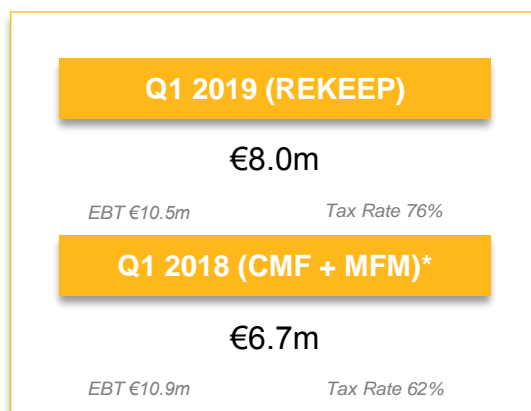 Q1 2019 (REKEEP)
€8.0m
EBT €10.5m Tax Rate 76%
Q1 2018 (CMF + MFM)*
€6.7m
EBT €10.9m Tax Rate 62%